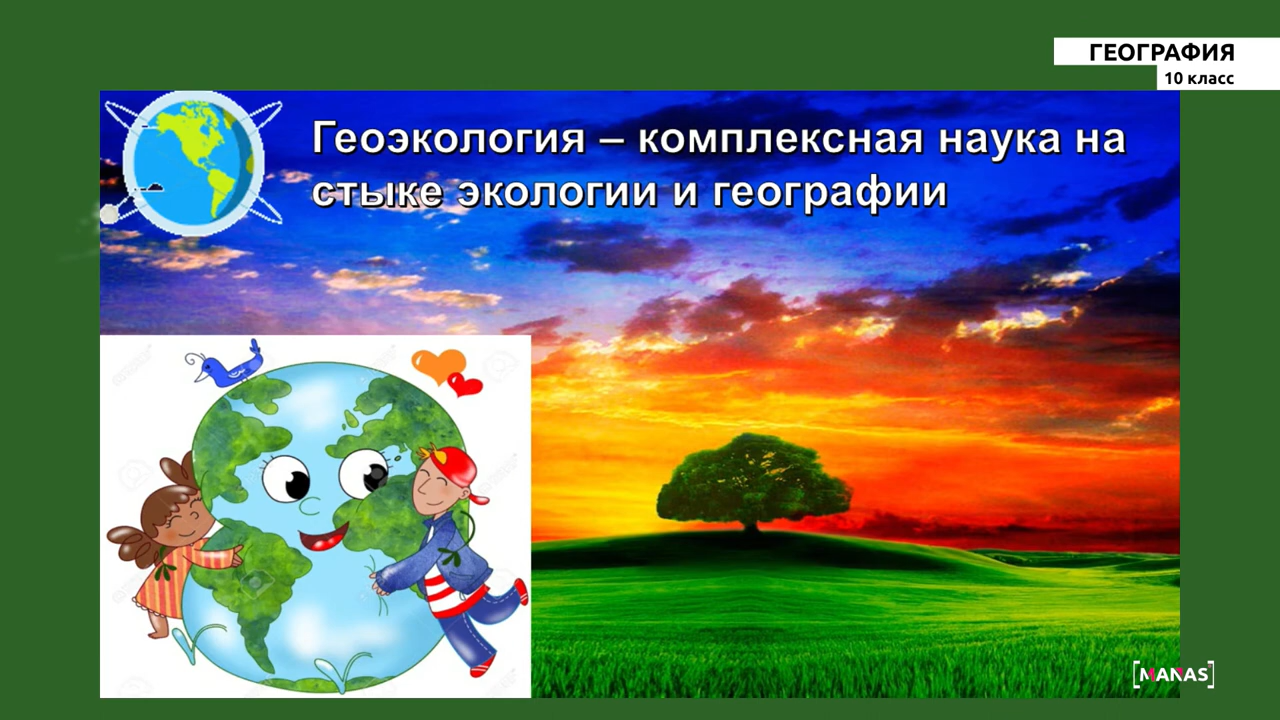 ГЕОГРАФИЯ
10 класс
Геоэкология – комплексная наука на
стыке экологии и географии
[MANAS]